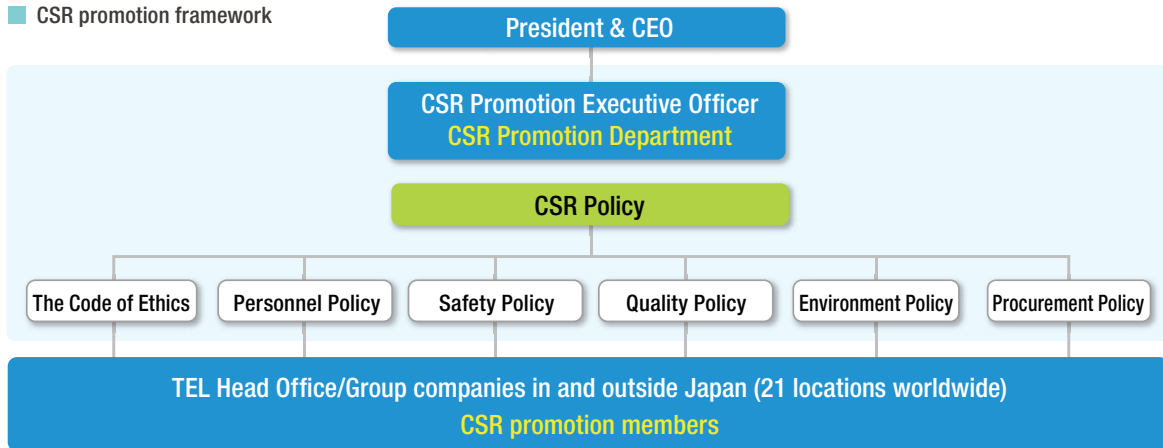 CSR promotion framework
President & CEO
CSR Promotion Executive Officer
CSR Promotion Department
CSR Policy
The Code of Ethics
Personnel Policy
Safety Policy
Quality Policy
Environment Policy
Procurement Policy
TEL Head Office/Group companies in and outside Japan (21 locations worldwide)
CSR promotion members